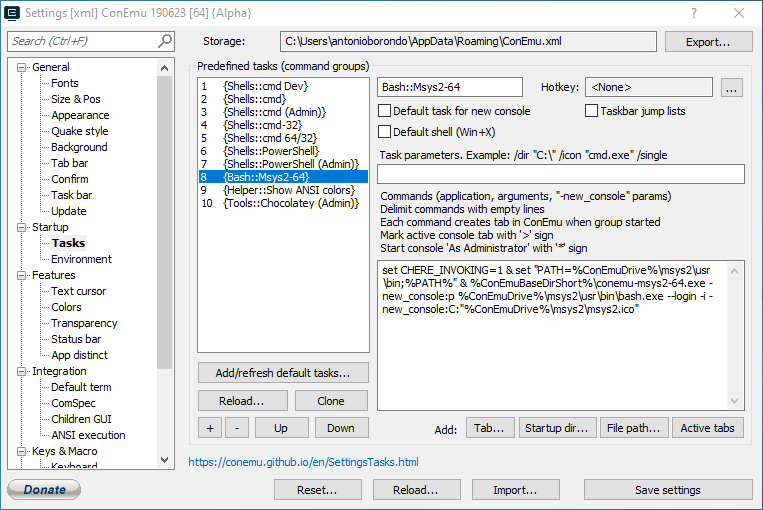 Settings [xml] ConEmu 190623 [64] {Alpha}
Search (Ctrl+F)
Storage:
C:\Users\antonioborondo\AppData\Roaming\ConEmu.xml
Export...
General
Fonts
Size & Pos
Appearance
Quake style
Background
Tab bar
Confirm
Task bar
Update
Startup
Tasks
Environment
Features
Text cursor
Colors
Transparency
Status bar
App distinct
Integration
Default term
ComSpec
Children GUI
ANSI execution
Keys & Macro
Keyboard
Predefined tasks (command groups)
1 {Shells::cmd Dev}
2 {Shells::cmd}
3 {Shells::cmd (Admin)}
4 {Shells::cmd-32}
5 {Shells::cmd 64/32}
6 {Shells::PowerShell}
7 {Shells::PowerShell (Admin)}
8 {Bash::Msys2-64}
9 {Helper::Show ANSI colors}
10 {Tools::Chocolatey (Admin)}
Add/refresh default tasks...
Reload...
Clone
+
-
Up
Down
Bash::Msys2-64
Hotkey:
<None>
...
Default task for new console
Taskbar jump lists
Default shell (Win+X)
Task parameters. Example: /dir "C:\" /icon "cmd.exe" /single
Commands (application, arguments, "-new_console" params)
Delimit commands with empty lines
Each command creates tab in ConEmu when group started
Mark active console tab with '>' sign
Start console 'As Administrator' with '*' sign
set CHERE_INVOKING=1 & set "PATH=%ConEmuDrive%\msys2\usr
\bin;%PATH%" & %ConEmuBaseDirShort%\conemu-msys2-64.exe -
new_console:p %ConEmuDrive%\msys2\usr\bin\bash.exe --login -i -
new_console:C:"%ConEmuDrive%\msys2\msys2.ico"
Add:
Tab...
Startup dir...
File path...
Active tabs
https://conemu.github.io/en/SettingsTasks.html
Donate
Reset...
Reload...
Import...
Save settings